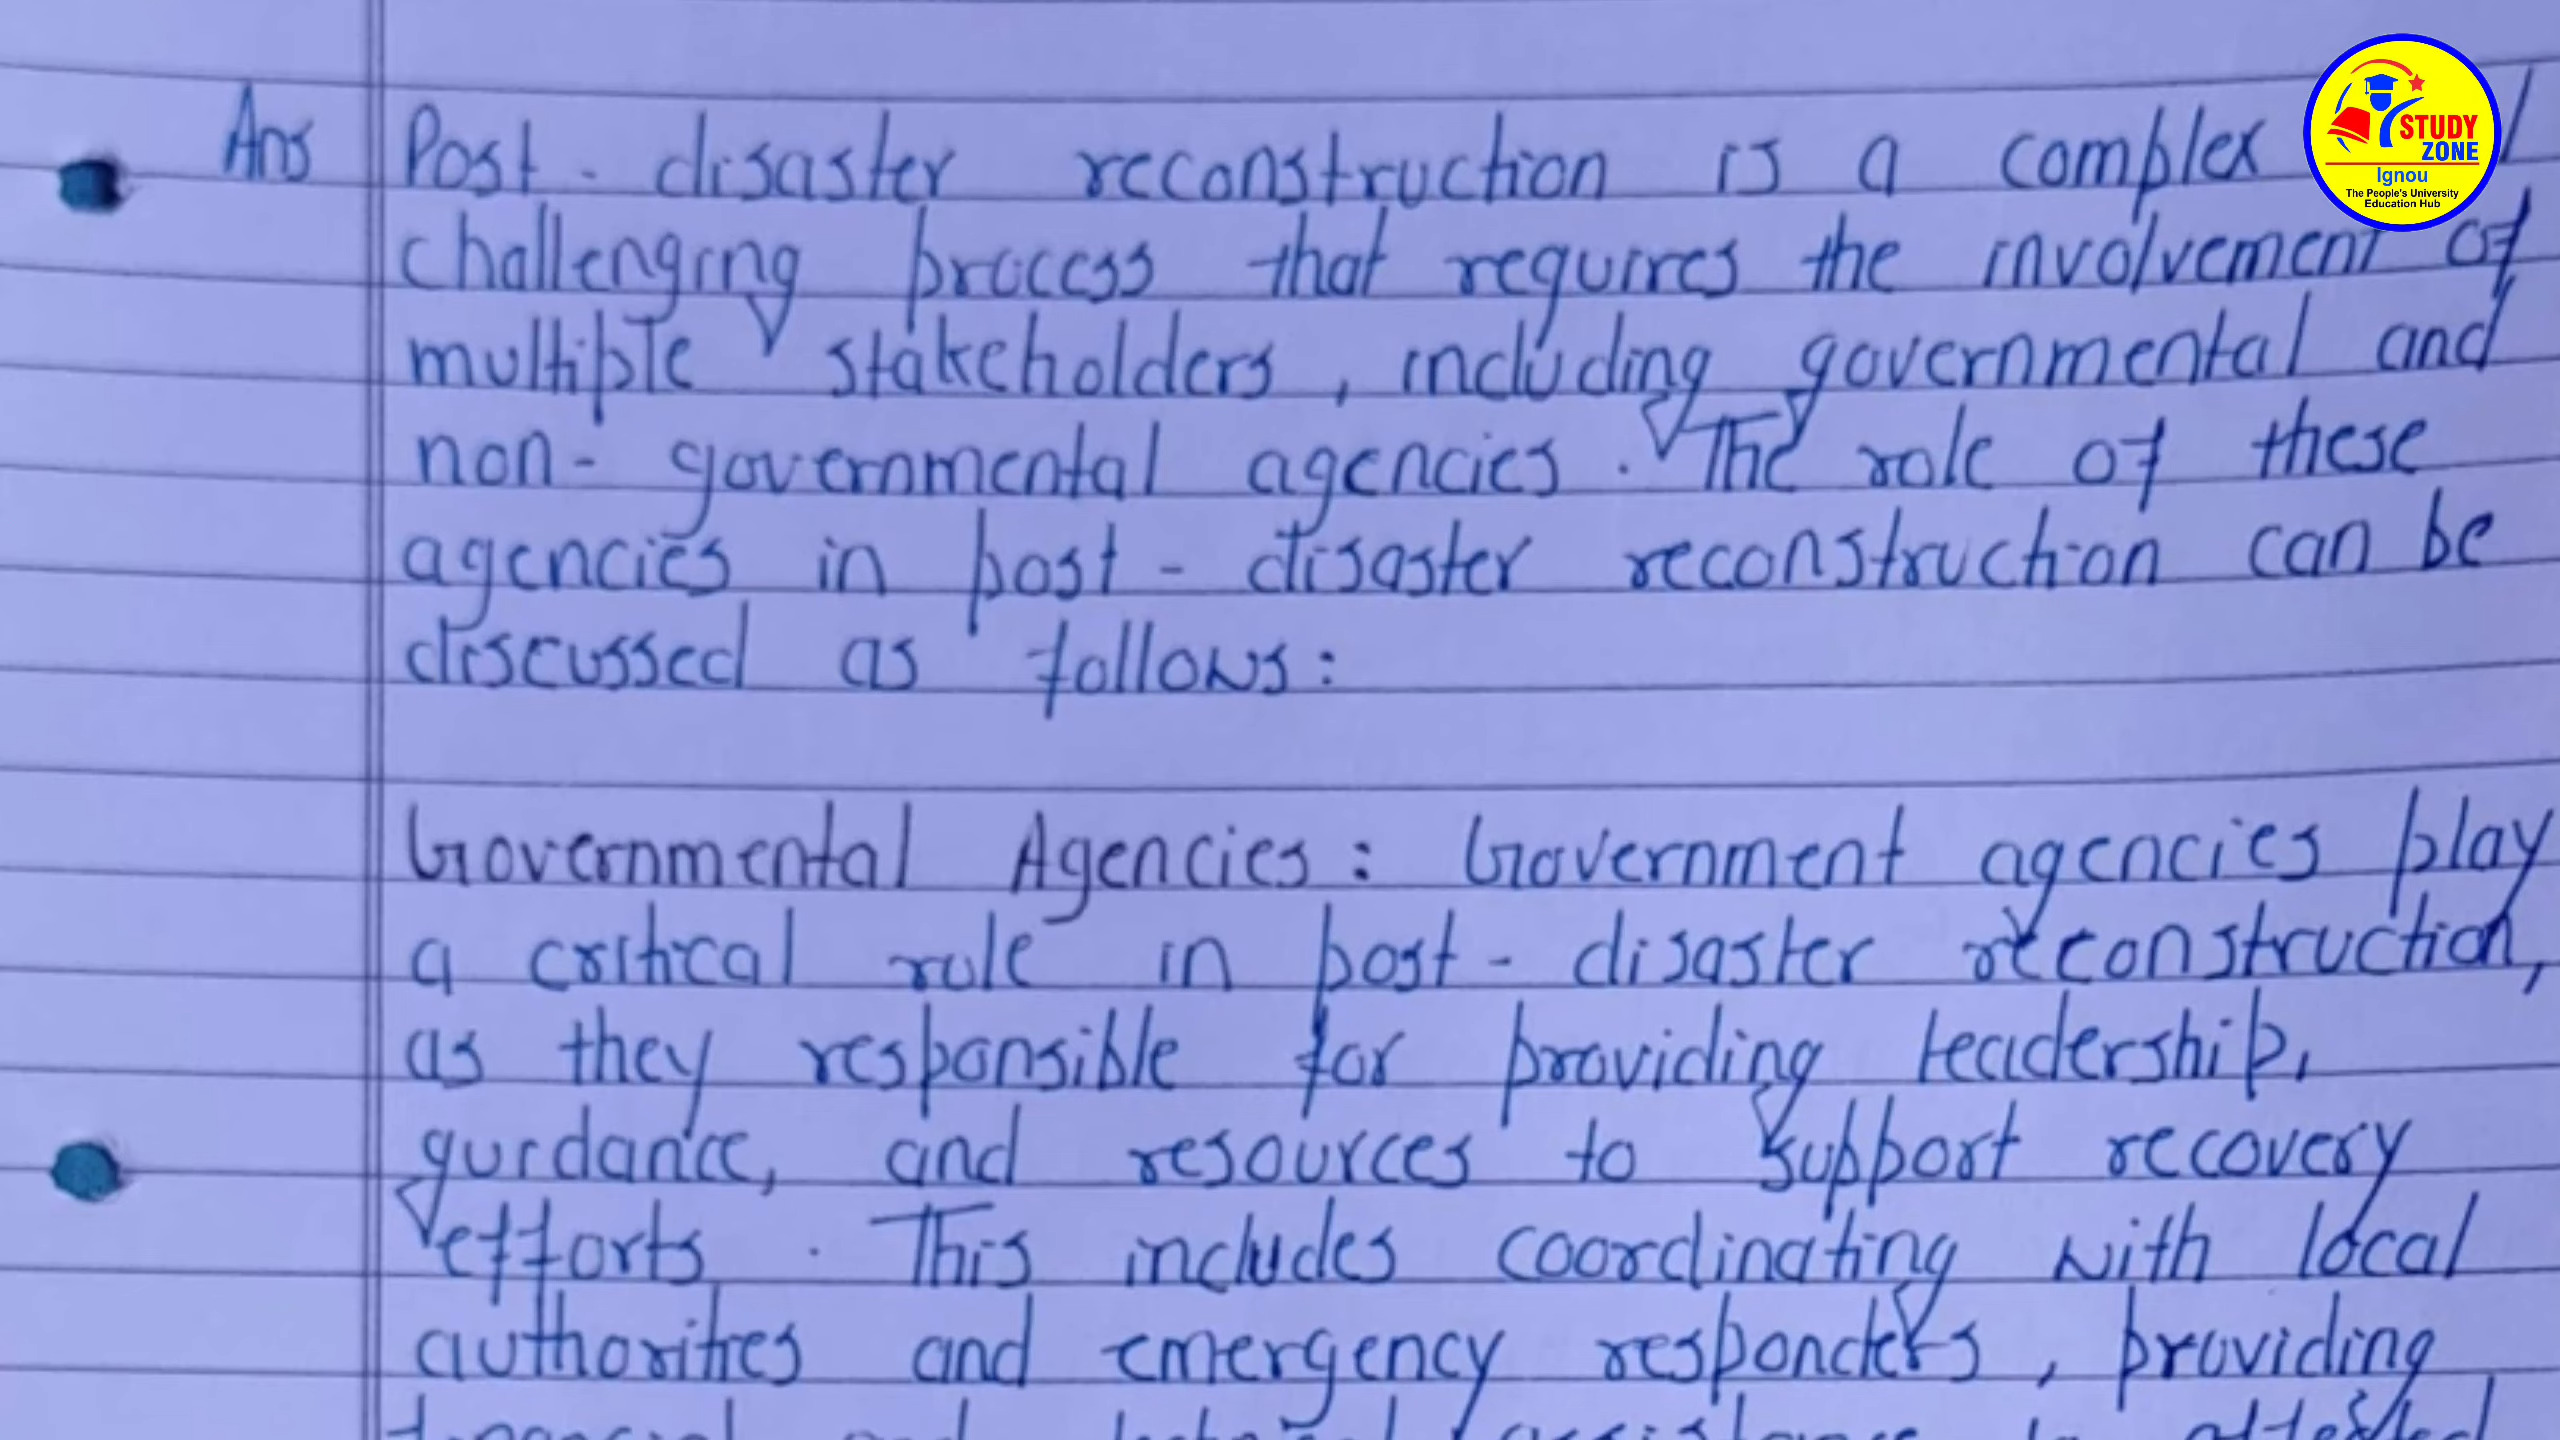 Ans Post - disaster reconstruction is a complex
challenging process that requires the involvement of
multiple stakeholders, including governmental and
non- governmental agencies. The role of these
agencies in post - disaster reconstruction can be
discussed as follows:
Governmental Agencies: Government agencies play
a critical role in post - disaster reconstruction,
as they responsible for providing leadership,
guidance, and resources to support recovery
efforts. This includes coordinating with local
authorities and emergency responders, providing
STUDY
ZONE
Ignou
The People's University
Education Hub